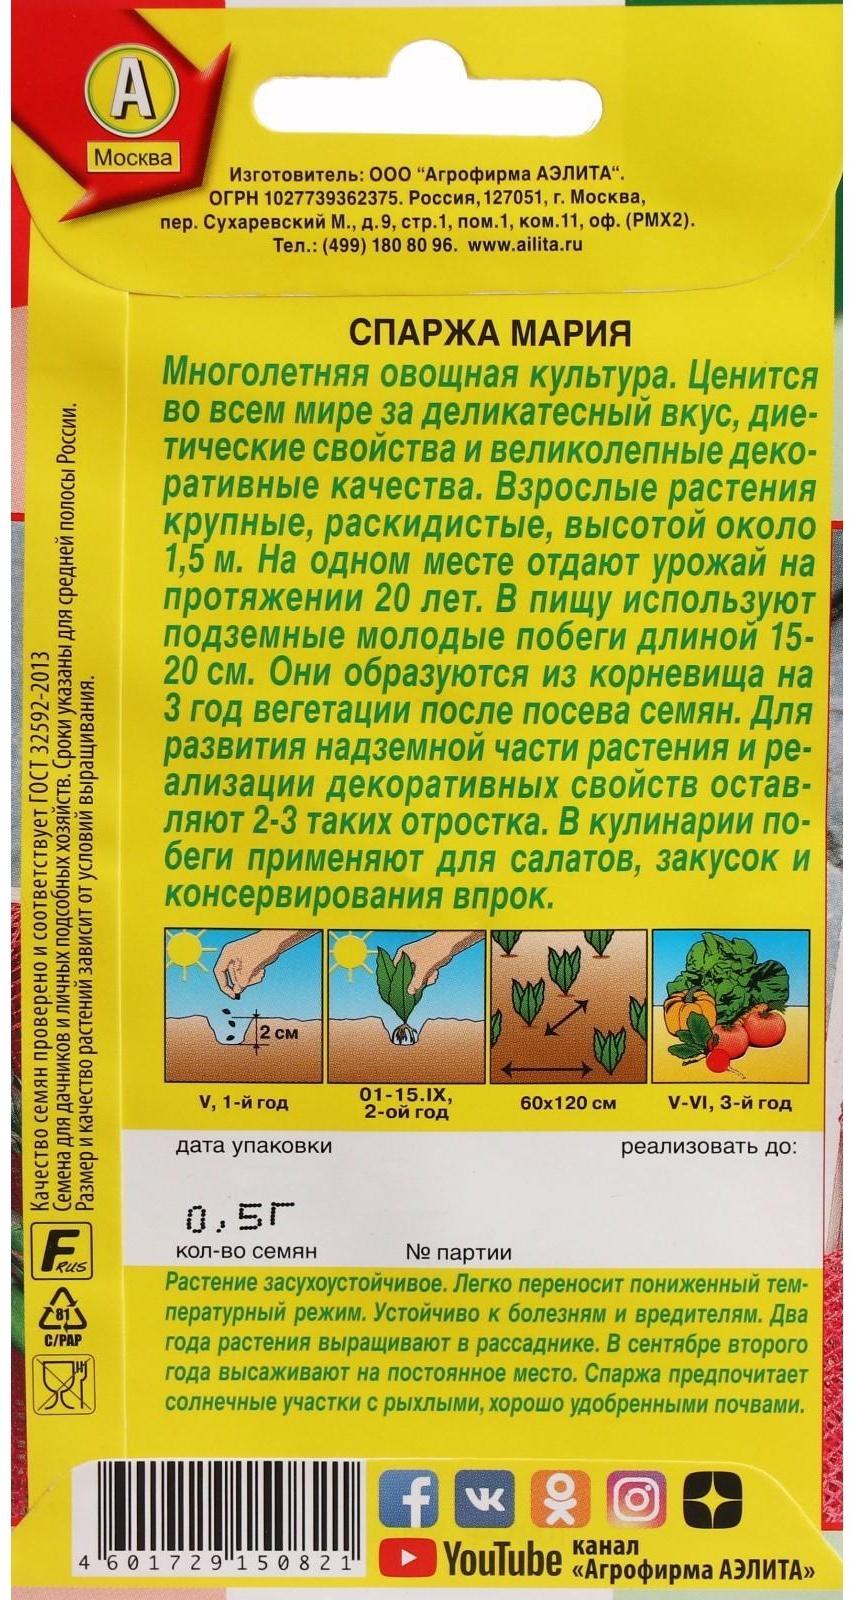 А
Москва
Изготовитель: ООО "Агрофирма АЭЛИТА".
ОГРН 1027739362375. Россия, 127051, г. Москва,
пер. Сухаревский М., д.9, стр.1, пом.1, ком.11, оф. (РМХ2).
Тел.: (499) 180 80 96. www.ailita.ru
СПАРЖА МАРИЯ
Многолетняя овощная культура. Ценится
во всем мире за деликатесный вкус, дие-
тические свойства и великолепные деко-
ративные качества. Взрослые растения
крупные, раскидистые, высотой около
1,5 м. На одном месте отдают урожай на
протяжении 20 лет. В пищу используют
подземные молодые побеги длиной 15-
20 см. Они образуются из корневища на
3 год вегетации после посева семян. Для
развития надземной части растения и ре-
ализации декоративных свойств остав-
ляют 2-3 таких отростка. В кулинарии по-
беги применяют для салатов, закусок и
консервирования впрок.
2 см
V, 1-й год
01-15.IX,
2-ой год
60x120 см
V-VI, 3-й год
дата упаковки
реализовать до:
0,5г
кол-во семян
№ партии
Растение засухоустойчивое. Легко переносит пониженный тем-
пературный режим. Устойчиво к болезням и вредителям. Два
года растения выращивают в рассаднике. В сентябре второго
года высаживают на постоянное место. Спаржа предпочитает
солнечные участки с рыхлыми, хорошо удобренными почвами.
Качество семян проверено и соответствует ГОСТ 32592-2013
Семена для дачников и личных подсобных хозяйств. Сроки указаны для средней полосы России.
Размер и качество растений зависит от условий выращивания.
F RUS
81
C/PAP
4 601729 150821
YouTube
канал
«Агрофирма АЭЛИТА»